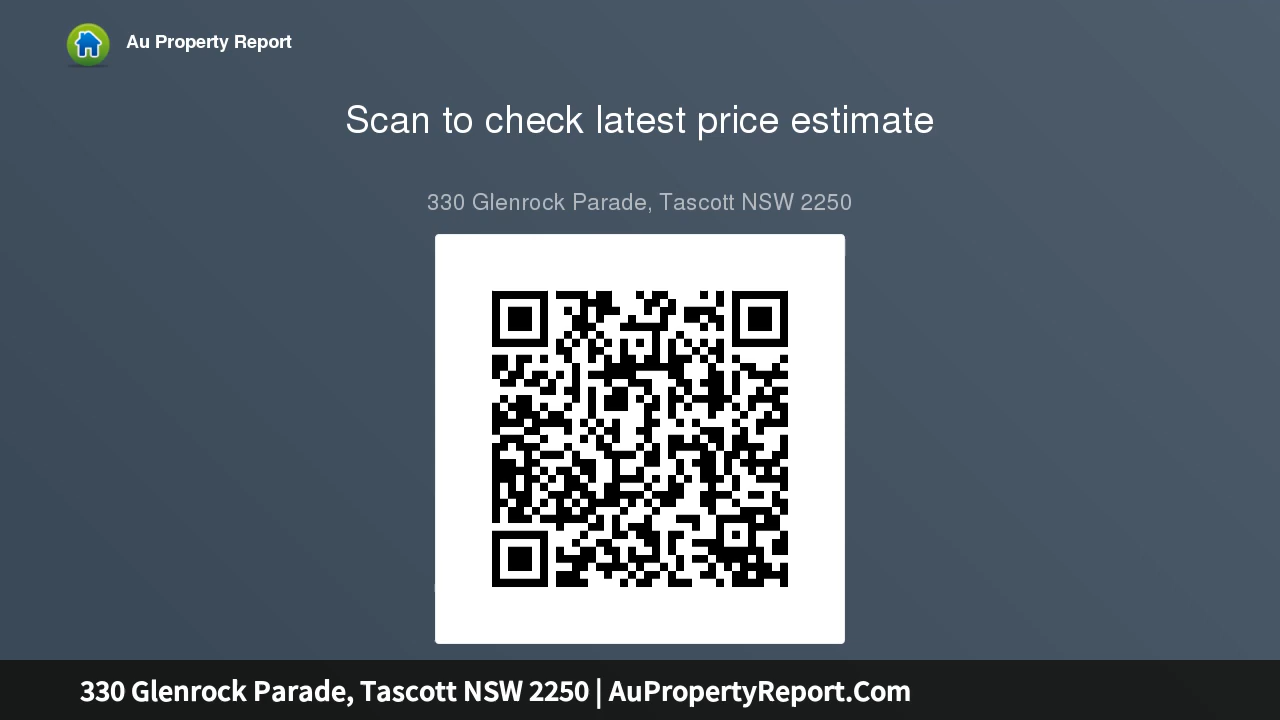 Au Property Report
Scan to check latest price estimate
330 Glenrock Parade, Tascott NSW 2250
330 Glenrock Parade, Tascott NSW 2250 | AuPropertyReport.Com